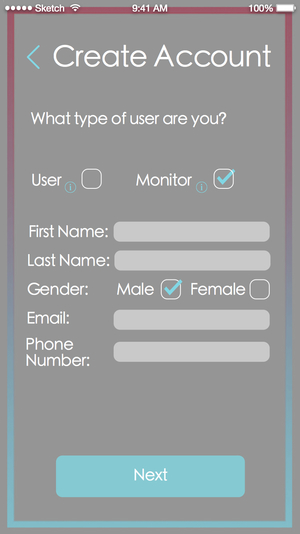 Sketch 9:41 AM 100%
Create Account
What type of user are you?
User i Monitor i
First Name:
Last Name:
Gender: Male Female
Email:
Phone
Number:
Next